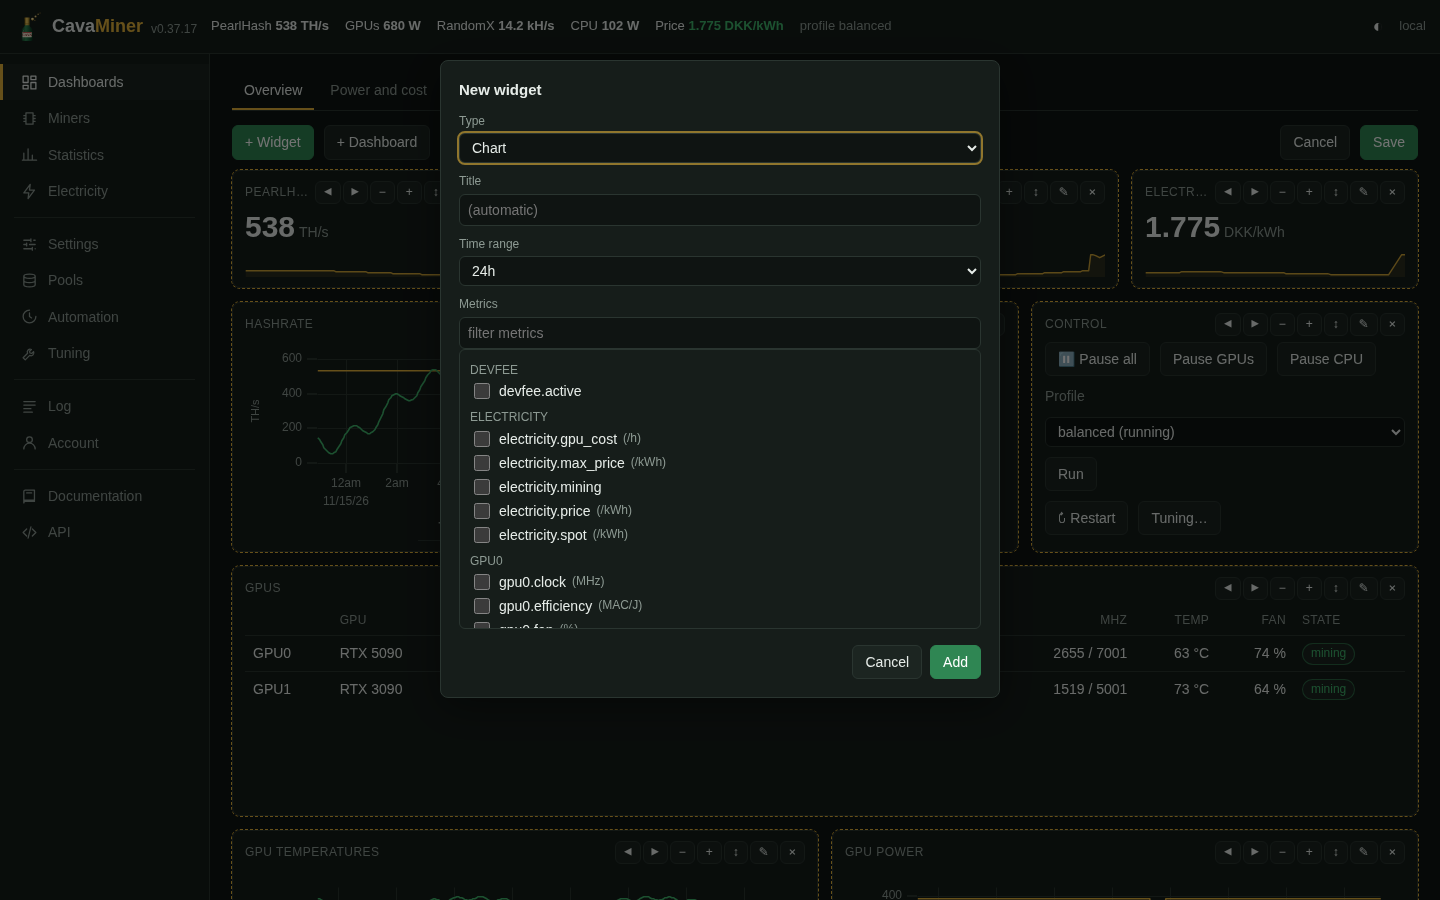 CavaMiner v0.37.17 PearlHash 538 TH/s GPUs 680 W RandomX 14.2 kH/s CPU 102 W Price 1.775 DKK/kWh profile balanced local
Dashboards
Miners
Statistics
Electricity
Settings
Pools
Automation
Tuning
Log
Account
Documentation
API
Overview Power and cost
+ Widget + Dashboard Cancel Save
PEARLH... ◄ ► − + ↕
538 TH/s
+ ↕ ✎ ×
ELECTR... ◄ ► − + ↕ ✎ ×
1.775 DKK/kWh
HASHRATE
600
400
200
0
TH/s
12am 2am
11/15/26
CONTROL ◄ ► − + ↕ ✎ ×
Pause all Pause GPUs Pause CPU
Profile
balanced (running)
Run
Restart Tuning...
GPUS ◄ ► − + ↕ ✎ ×
GPU MHZ TEMP FAN STATE
GPU0 RTX 5090 2655 / 7001 63 °C 74 % mining
GPU1 RTX 3090 1519 / 5001 73 °C 64 % mining
GPU TEMPERATURES ◄ ► − + ↕ ✎ ×
GPU POWER ◄ ► − + ↕ ✎ ×
400
New widget
Type
Chart
Title
(automatic)
Time range
24h
Metrics
filter metrics
DEVFEE
devfee.active
ELECTRICITY
electricity.gpu_cost (/h)
electricity.max_price (/kWh)
electricity.mining
electricity.price (/kWh)
electricity.spot (/kWh)
GPU0
gpu0.clock (MHz)
gpu0.efficiency (MAC/J)
gpu0.fan (%)
Cancel Add